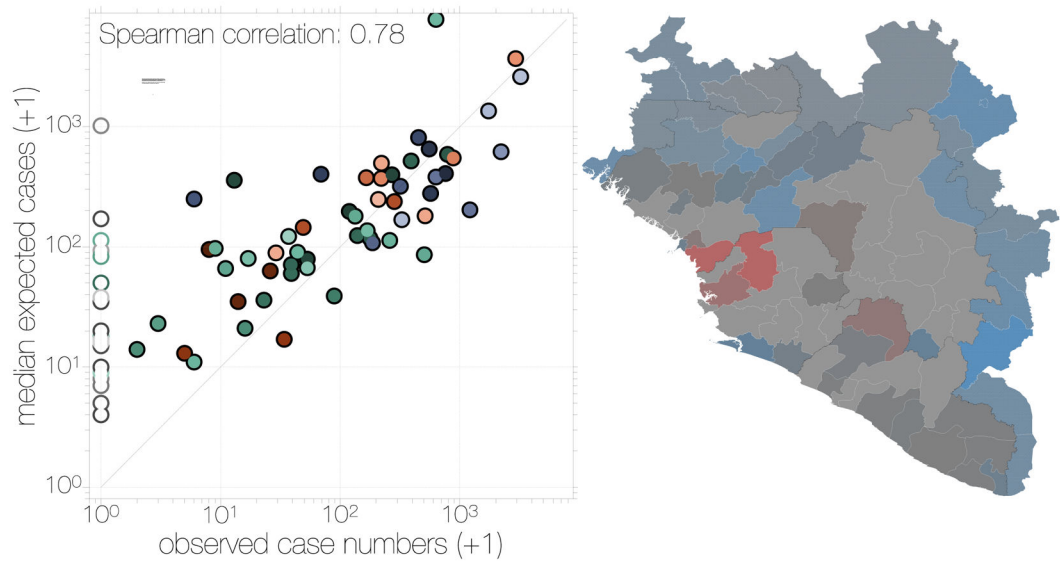 Spearman correlation: 0.78
median expected cases (+1)
10³
10²
10¹
10⁰
10⁰ 10¹ 10² 10³
observed case numbers (+1)